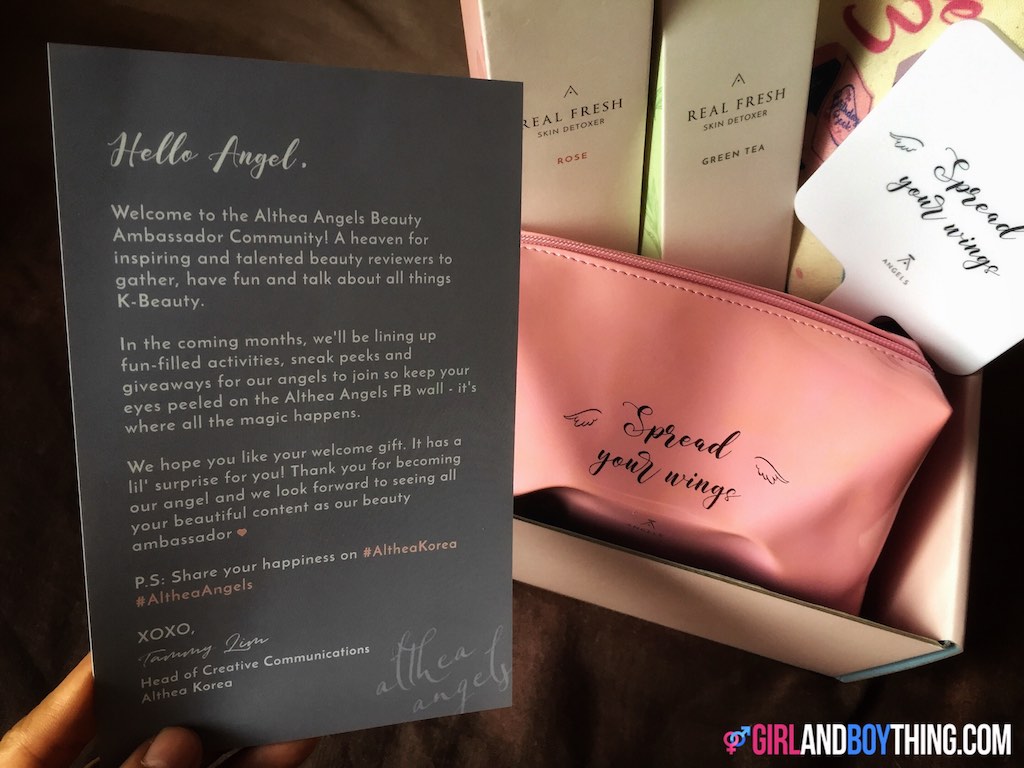 Hello Angel,
Welcome to the Althea Angels Beauty
Ambassador Community! A heaven for
inspiring and talented beauty reviewers to
gather, have fun and talk about all things
K-Beauty.
In the coming months, we'll be lining up
fun-filled activities, sneak peeks and
giveaways for our angels to join so keep your
eyes peeled on the Althea Angels FB wall - it's
where all the magic happens.
We hope you like your welcome gift. It has a
lil' surprise for you! Thank you for becoming
our angel and we look forward to seeing all
your beautiful content as our beauty
ambassador ❤
P.S: Share your happiness on #AltheaKorea
#AltheaAngels
XOXO,
Tammy Lim
Head of Creative Communications
Althea Korea
althea
angels
REAL FRESH
SKIN DETOXER
ROSE
REAL FRESH
SKIN DETOXER
GREEN TEA
Spread
your wings
ANGELS
Spread
your wings
ANGELS
GIRLANDBOYTHING.COM